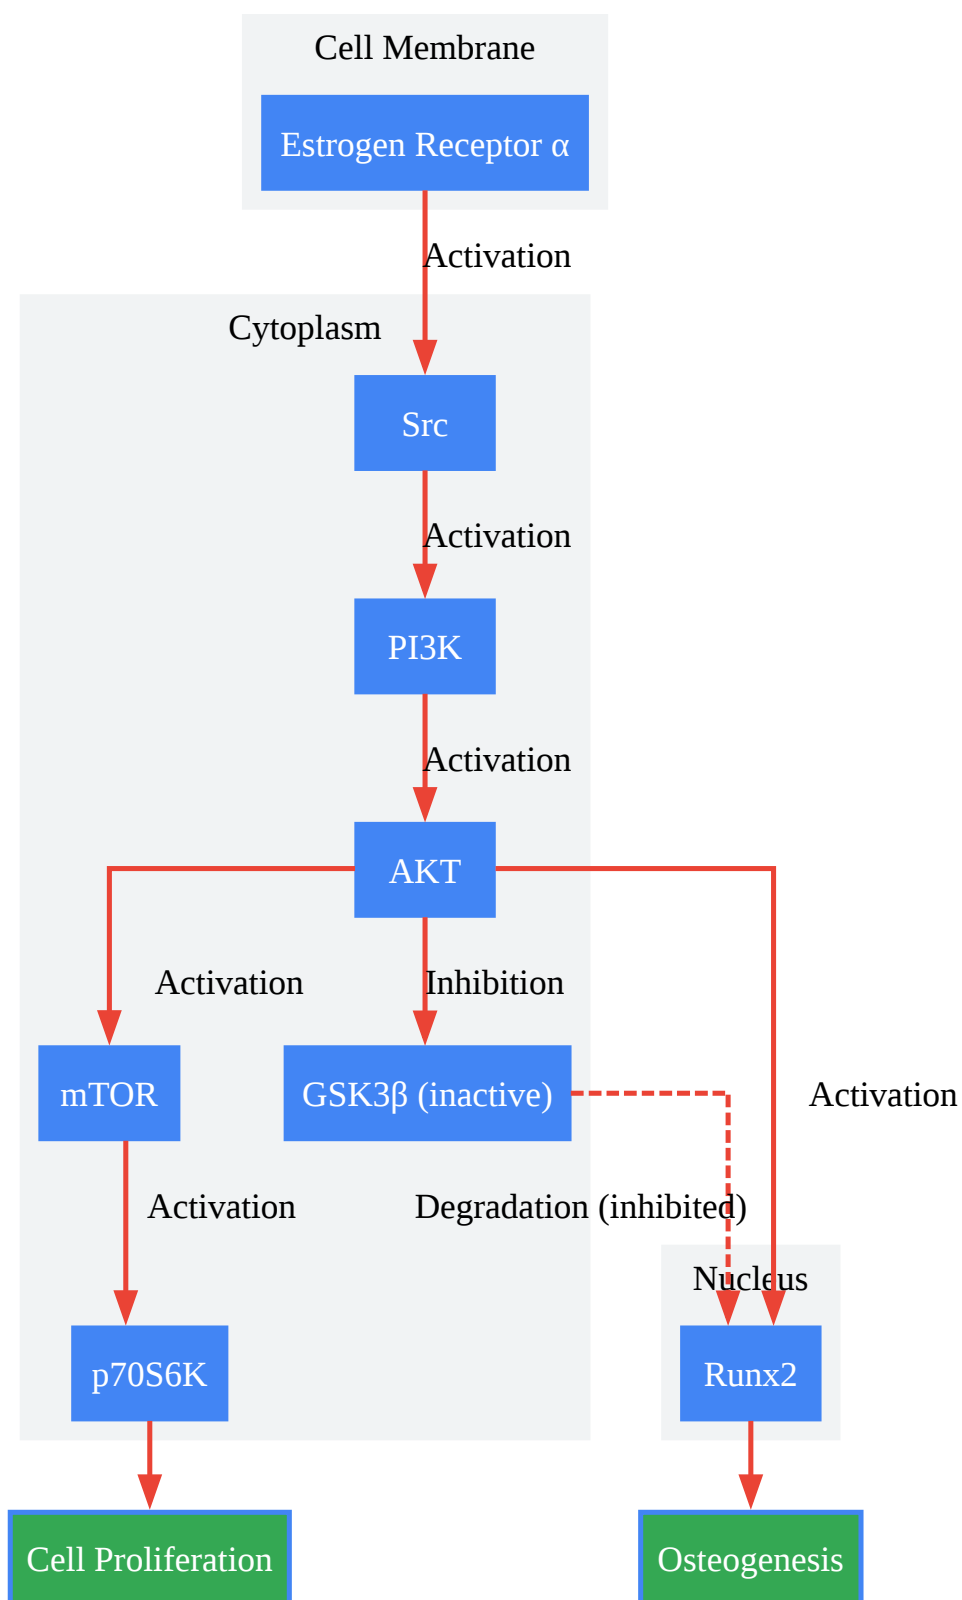 Cell Membrane
Estrogen Receptor α
Activation
Cytoplasm
Src
Activation
PI3K
Activation
AKT
Activation
Inhibition
mTOR
GSK3β (inactive)
Activation
Activation
Degradation (inhibited)
Nucleus
p70S6K
Runx2
Cell Proliferation
Osteogenesis